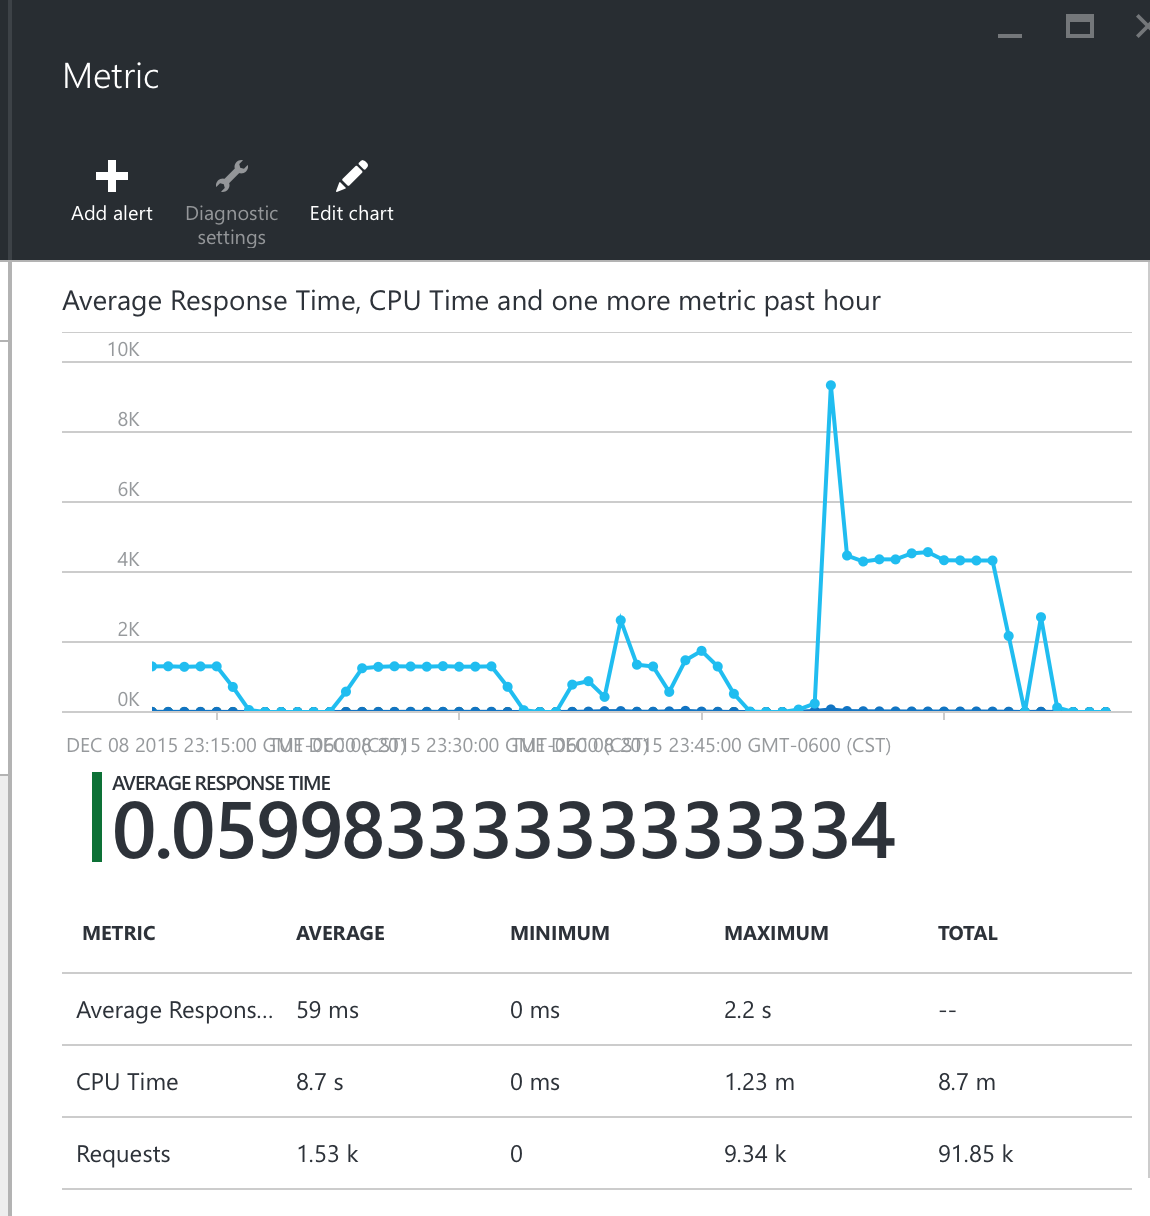 Metric
Add alert
Diagnostic settings
Edit chart
Average Response Time, CPU Time and one more metric past hour
10K
8K
6K
4K
2K
0K
DEC 08 2015 23:15:00 GMT-0600 (CST)
TUE DEC 08 2015 23:30:00 GMT-0600 (CST)
TUE DEC 08 2015 23:45:00 GMT-0600 (CST)
AVERAGE RESPONSE TIME
0.05998333333333334
METRIC AVERAGE MINIMUM MAXIMUM TOTAL
Average Respons... 59 ms 0 ms 2.2 s --
CPU Time 8.7 s 0 ms 1.23 m 8.7 m
Requests 1.53 k 0 9.34 k 91.85 k